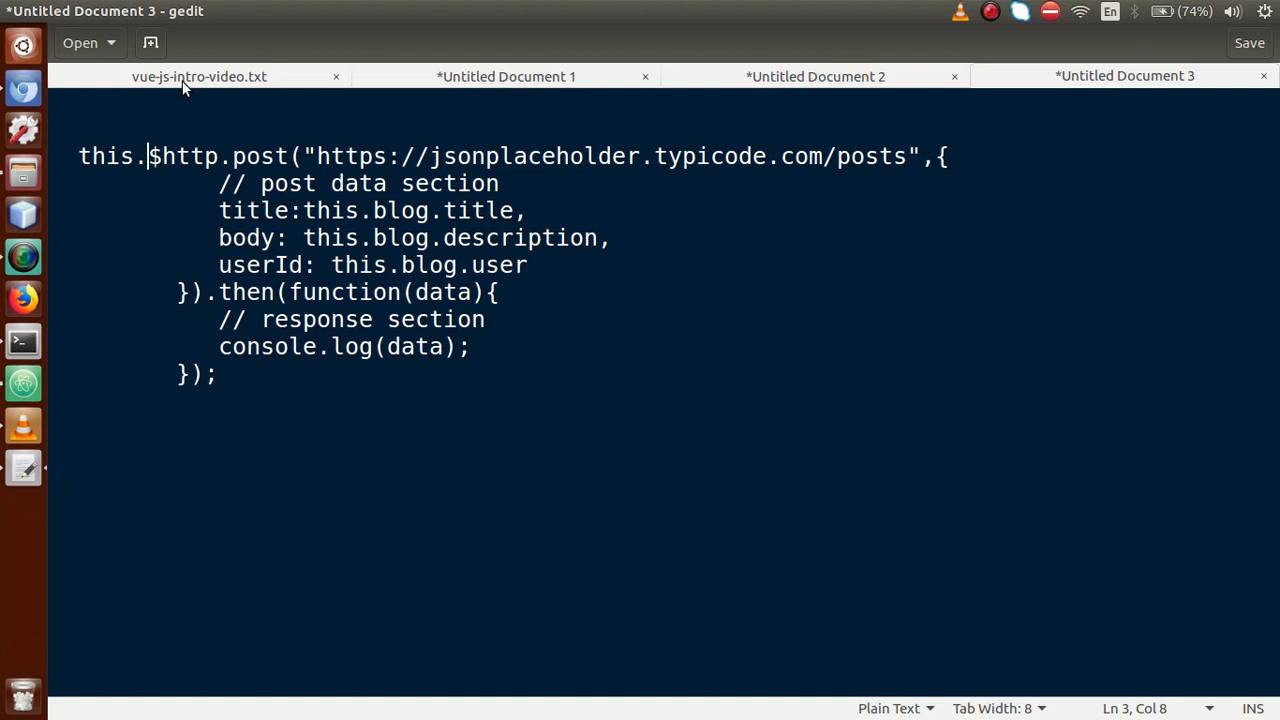 *Untitled Document 3 - gedit
En
(74%)
Open
Save
vue-js-intro-video.txt ×
*Untitled Document 1 ×
*Untitled Document 2 ×
*Untitled Document 3 ×
this.$http.post("https://jsonplaceholder.typicode.com/posts",{
// post data section
title:this.blog.title,
body: this.blog.description,
userId: this.blog.user
}).then(function(data){
// response section
console.log(data);
});
Plain Text
Tab Width: 8
Ln 3, Col 8
INS